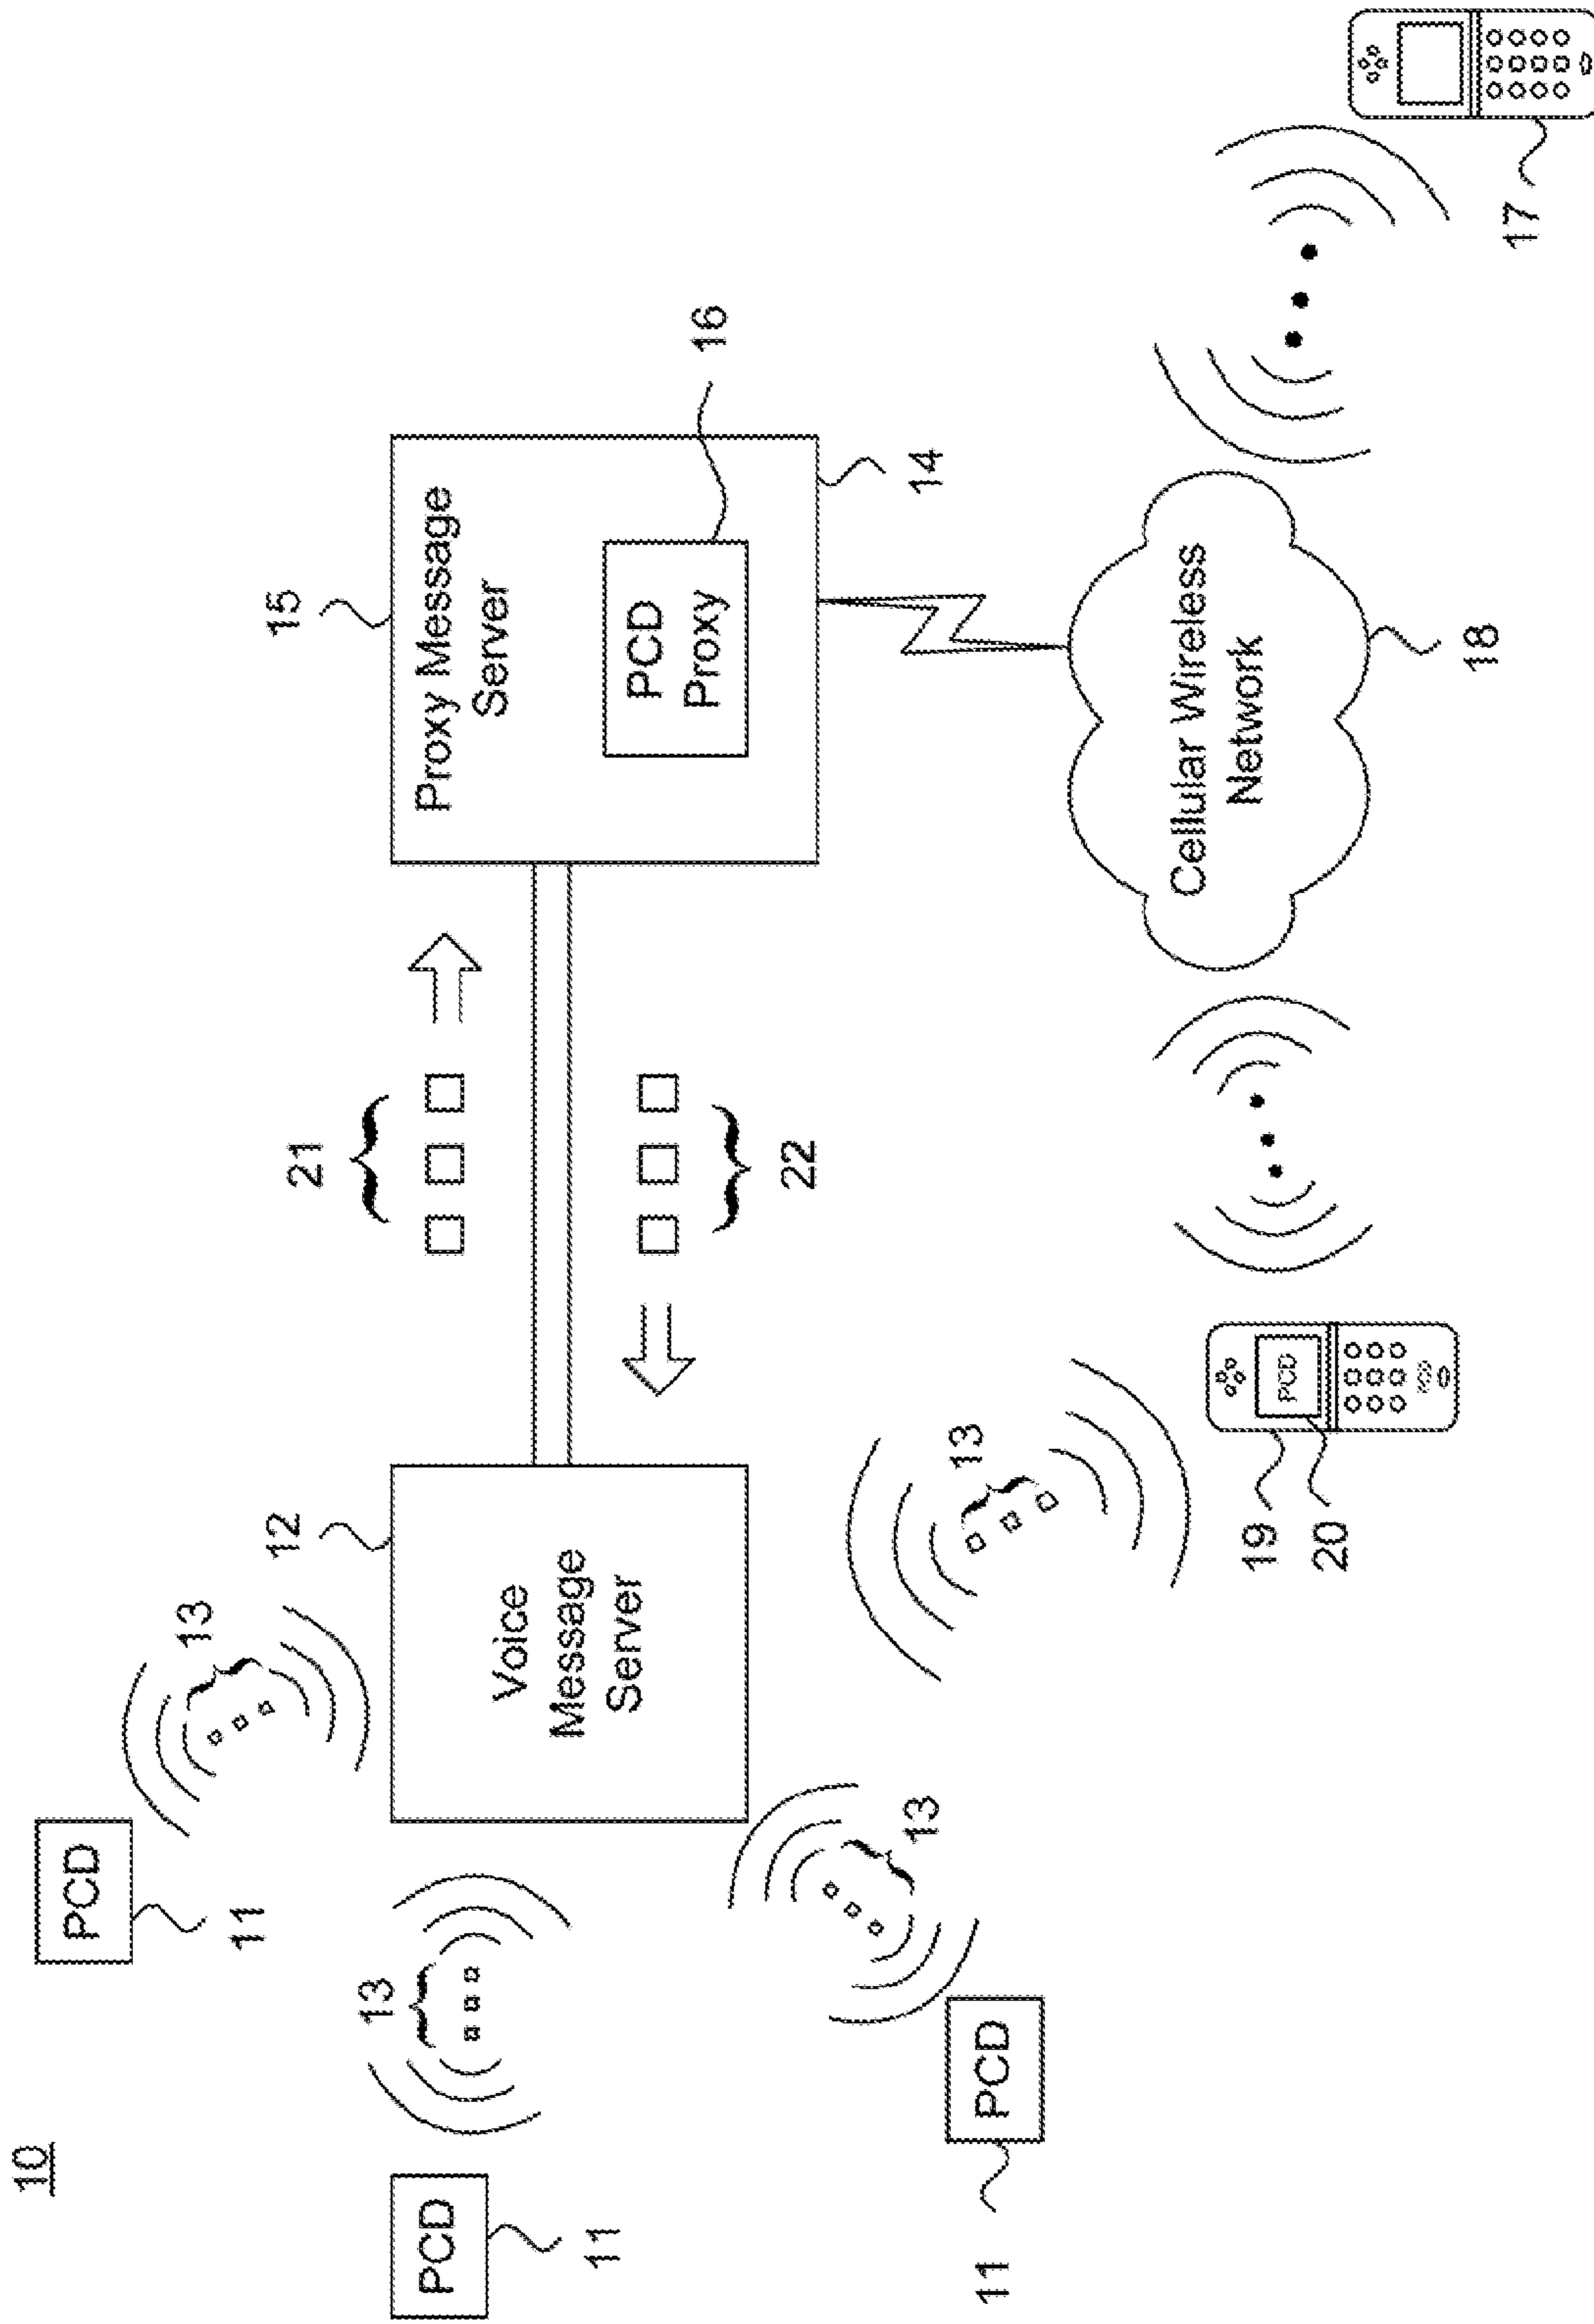 10
PCD
11
PCD
11
PCD
11
13
13
13
13
12
Voice
Message
Server
21
22
15
Proxy Message
Server
PCD
Proxy
16
14
Cellular Wireless
Network
18
19
20
PCD
17